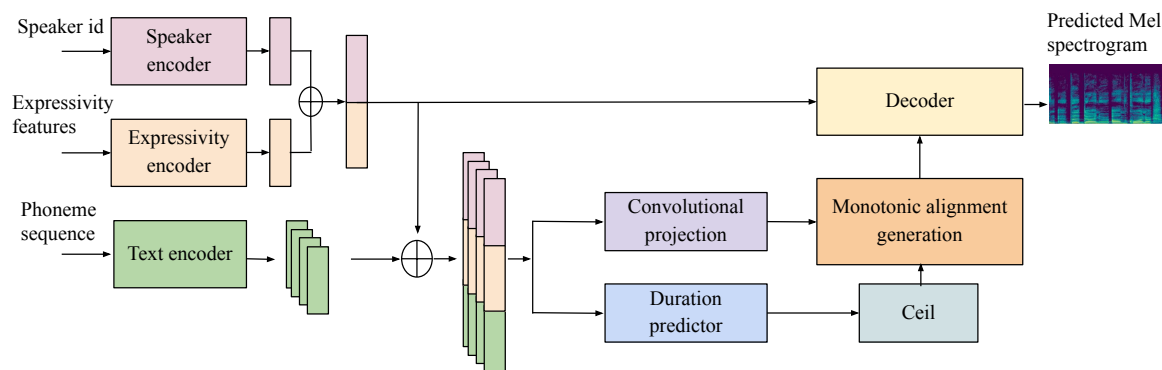 Speaker id
Speaker
encoder
Expressivity
features
Expressivity
encoder
Phoneme
sequence
Text encoder
Convolutional
projection
Duration
predictor
Monotonic alignment
generation
Ceil
Decoder
Predicted Mel
spectrogram